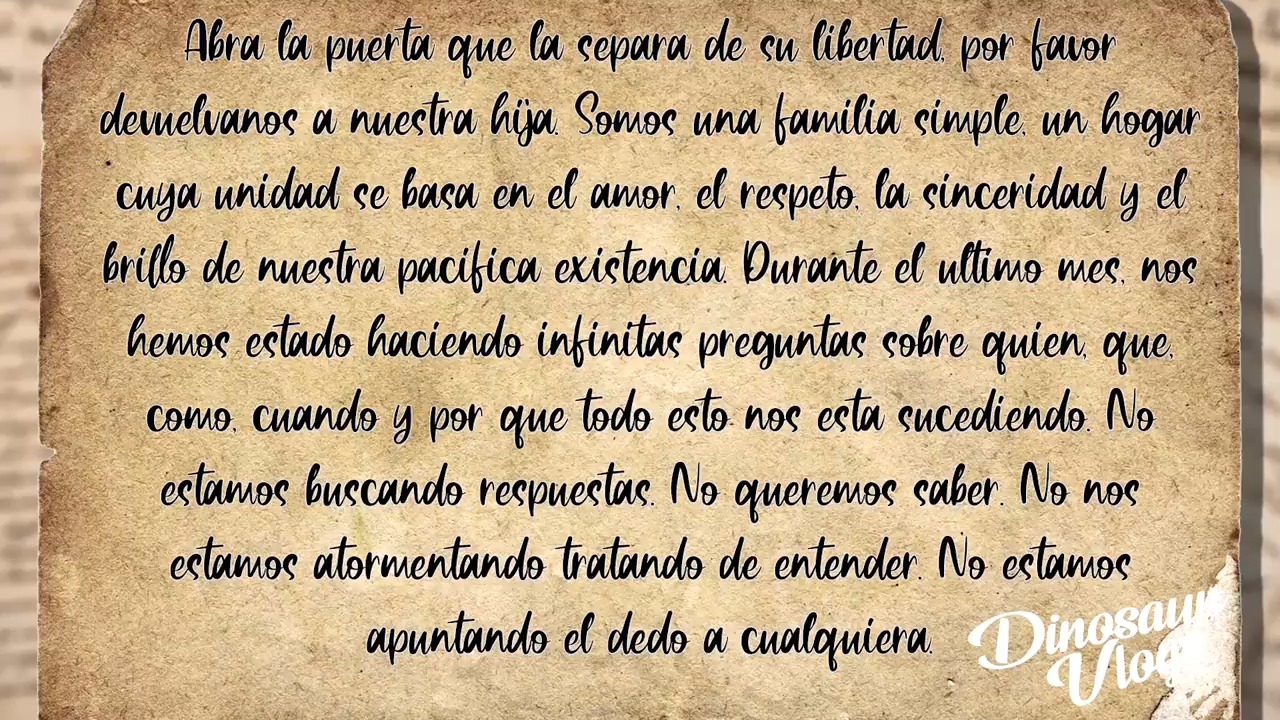 Abra la puerta que la separa de su libertad, por favor
devuelvanos a nuestra hija. Somos una familia simple, un hogar
cuya unidad se basa en el amor, el respeto, la sinceridad y el
brillo de nuestra pacifica existencia. Durante el ultimo mes, nos
hemos estado haciendo infinitas preguntas sobre quien, que,
como, cuando y por que todo esto nos esta sucediendo. No
estamos buscando respuestas. No queremos saber. No nos
estamos atormentando tratando de entender. No estamos
apuntando el dedo a cualquiera.
Dinosaur
Vlogs